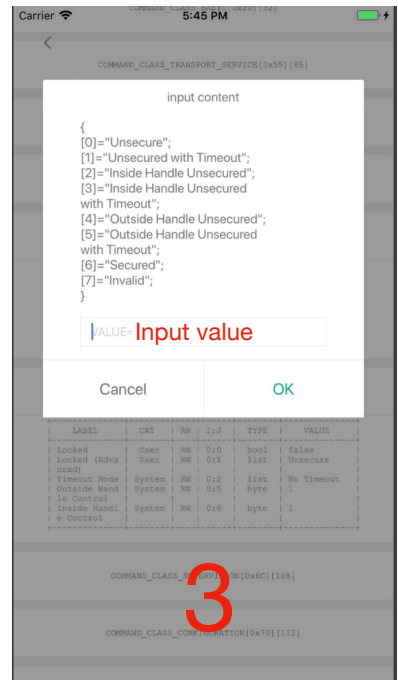 COMMAND_CLASS_BASIC[0x20][32]
Carrier 5:45 PM
COMMAND_CLASS_TRANSPORT_SERVICE[0x55][85]
input content
{
[0]="Unsecure";
[1]="Unsecured with Timeout";
[2]="Inside Handle Unsecured";
[3]="Inside Handle Unsecured
with Timeout";
[4]="Outside Handle Unsecured";
[5]="Outside Handle Unsecured
with Timeout";
[6]="Secured";
[7]="Invalid";
}
VALUE= Input value
Cancel OK
| LABEL | CAT | RW | I:J | TYPE | VALUE |
| Locked | User | RW | 0:0 | bool | false |
| Locked (Adva | User | RW | 0:1 | list | Unsecure |
| nced) | | | | | |
| Timeout Mode | System | RW | 0:2 | list | No Timeout |
| Outside Hand | System | RW | 0:5 | byte | 1 |
| le Control | | | | | |
| Inside Handl | System | RW | 0:6 | byte | 1 |
| e Control | | | | | |
COMMAND_CLASS_SUPERVISION[0x6C][108]
3
COMMAND_CLASS_CONFIGURATION[0x70][112]